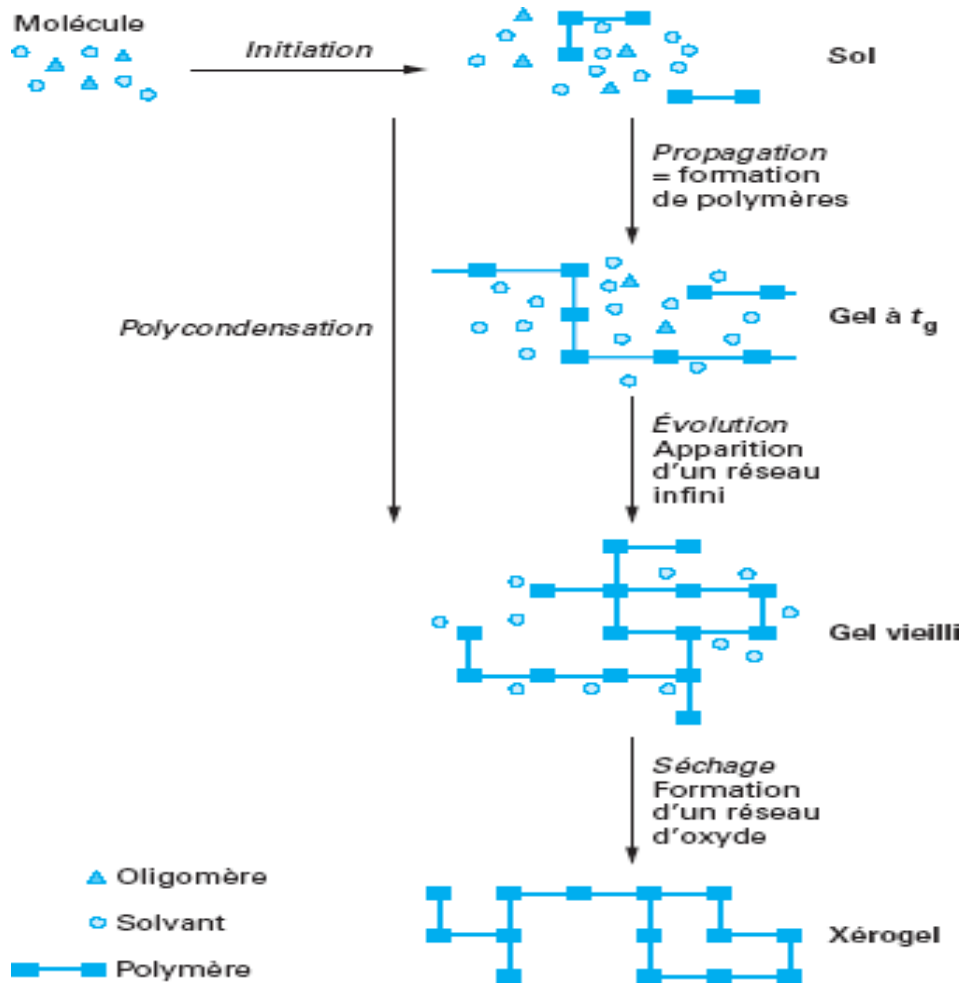 Molécule
Initiation
Sol
Propagation
= formation
de polymères
Polycondensation
Gel à tg
Évolution
Apparition
d'un réseau
infini
Gel vieilli
Séchage
Formation
d'un réseau
d'oxyde
Oligomère
Solvant
Polymère
Xérogel